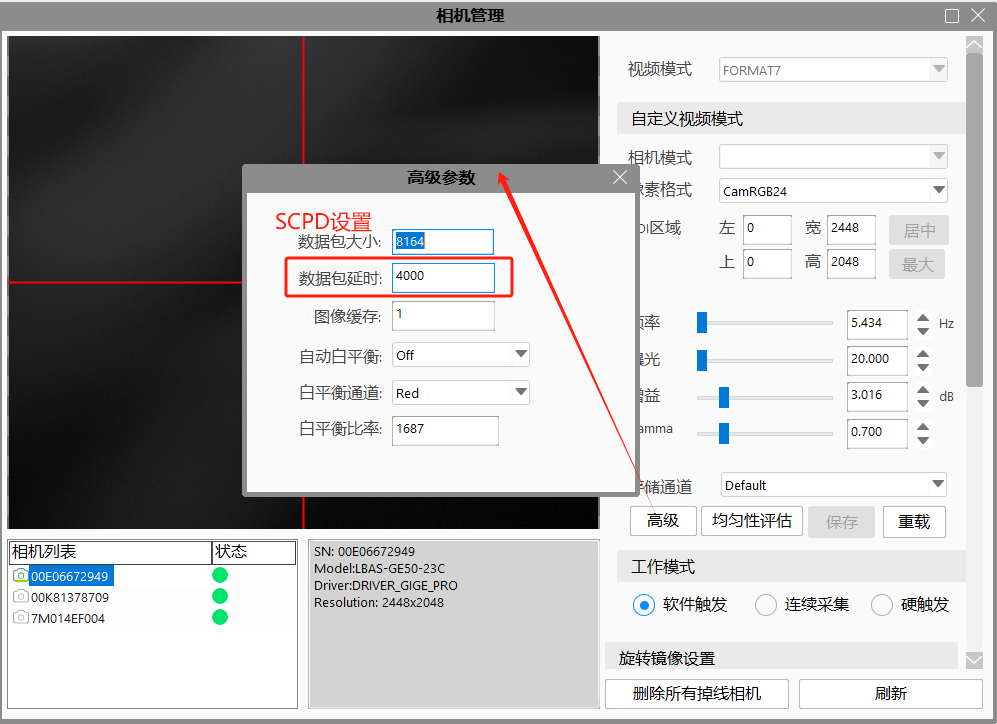 相机管理
视频模式
FORMAT7
自定义视频模式
相机模式
素格式
CamRGB24
OI区域
左
0
宽
2448
居中
上
0
高
2048
最大
高级参数
SCPD设置
数据包大小:
8164
数据包延时:
4000
图像缓存:
1
自动白平衡:
Off
白平衡通道:
Red
白平衡比率:
1687
率
5.434
Hz
光
20.000
益
3.016
dB
amma
0.700
储通道
Default
高级
均匀性评估
保存
重载
工作模式
软件触发
连续采集
硬触发
旋转镜像设置
删除所有掉线相机
刷新
相机列表
状态
00E06672949
00K81378709
7M014EF004
SN: 00E06672949
Model:LBAS-GE50-23C
Driver:DRIVER_GIGE_PRO
Resolution: 2448x2048